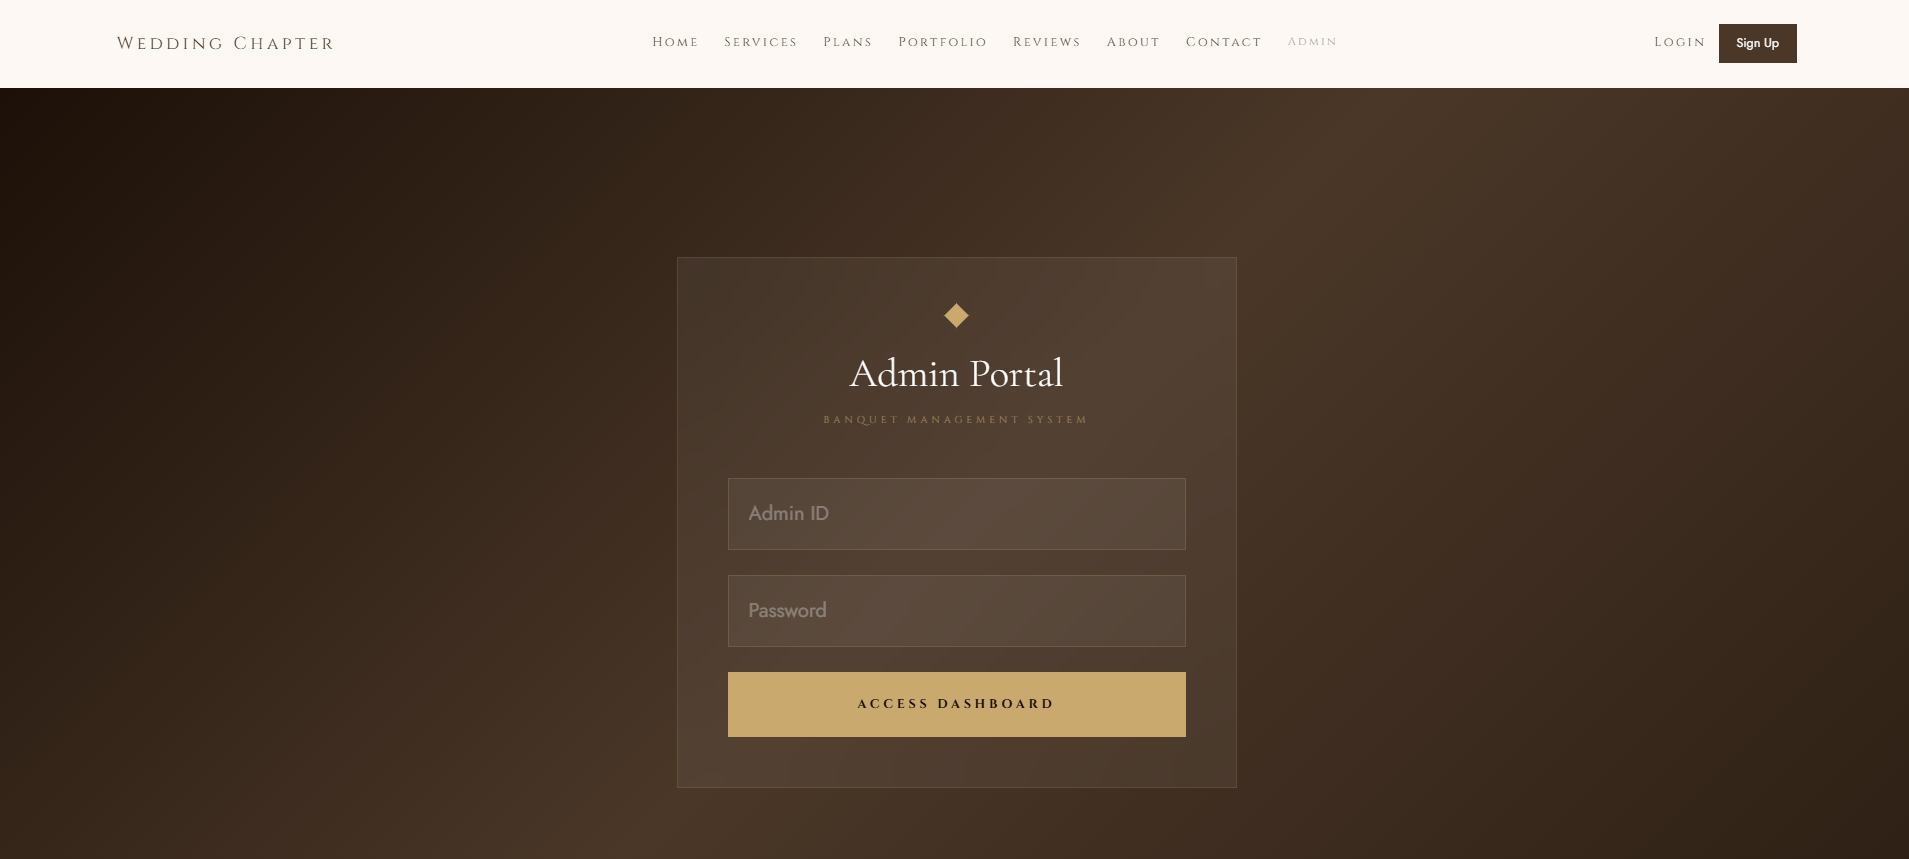 Wedding Chapter
Home Services Plans Portfolio Reviews About Contact Admin
Login Sign Up
Admin Portal
BANQUET MANAGEMENT SYSTEM
Admin ID
Password
ACCESS DASHBOARD